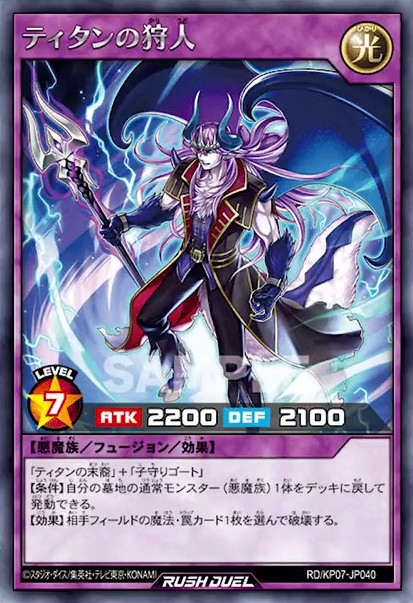 ティタンの狩人
光
SAMPLE
LEVEL
7
ATK 2200 DEF 2100
【悪魔族／フュージョン／効果】
「ティタンの末裔」+「子守りゴート」
【条件】自分の墓地の通常モンスター(悪魔族)1体をデッキに戻して
発動できる。
【効果】相手フィールドの魔法・罠カード1枚を選んで破壊する。
©スタジオ・ダイス/集英社・テレビ東京・KONAMI
RUSH DUEL
RD/KP07-JP040